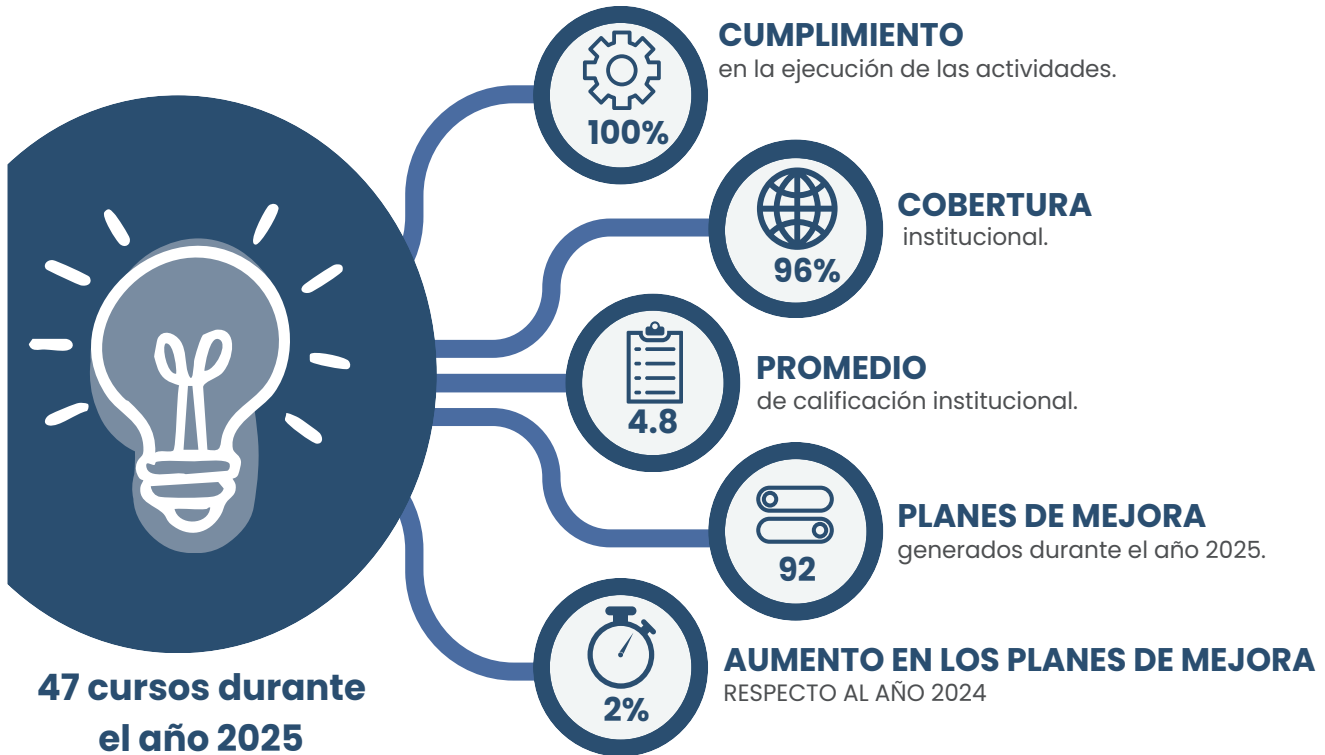 CUMPLIMIENTO
en la ejecución de las actividades.
100%
COBERTURA
institucional.
96%
PROMEDIO
de calificación institucional.
4.8
PLANES DE MEJORA
generados durante el año 2025.
92
AUMENTO EN LOS PLANES DE MEJORA
RESPECTO AL AÑO 2024
2%
47 cursos durante
el año 2025